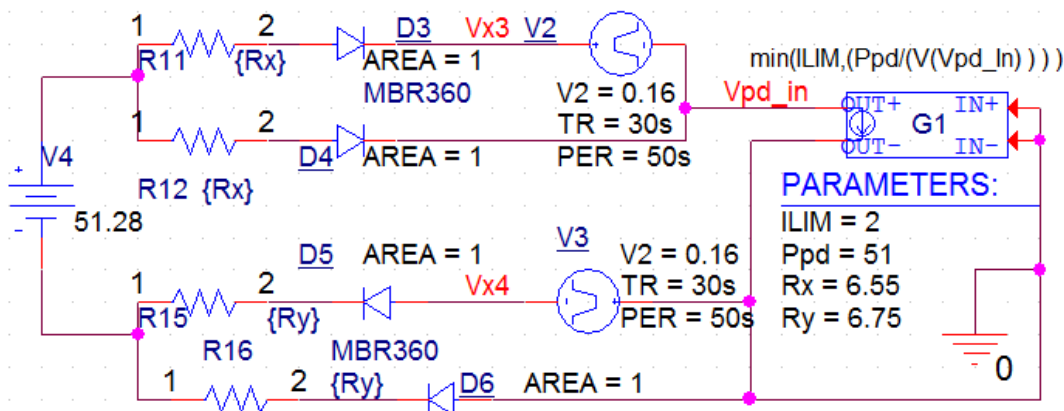 1 2 D3 Vx3 V2
R11 {Rx} AREA = 1
MBR360
min(ILIM,(Ppd/(V(Vpd_In) ) ) )
Vpd_in
OUT+ IN+
G1
OUT- IN-
1 2
D4 AREA = 1
R12 {Rx}
V2 = 0.16
TR = 30s
PER = 50s
V4
+
-
51.28
PARAMETERS:
ILIM = 2
Ppd = 51
Rx = 6.55
Ry = 6.75
D5 AREA = 1 V3
1 2 Vx4
R15 {Ry}
V2 = 0.16
TR = 30s
PER = 50s
R16 MBR360
1 2 {Ry} D6 AREA = 1
0